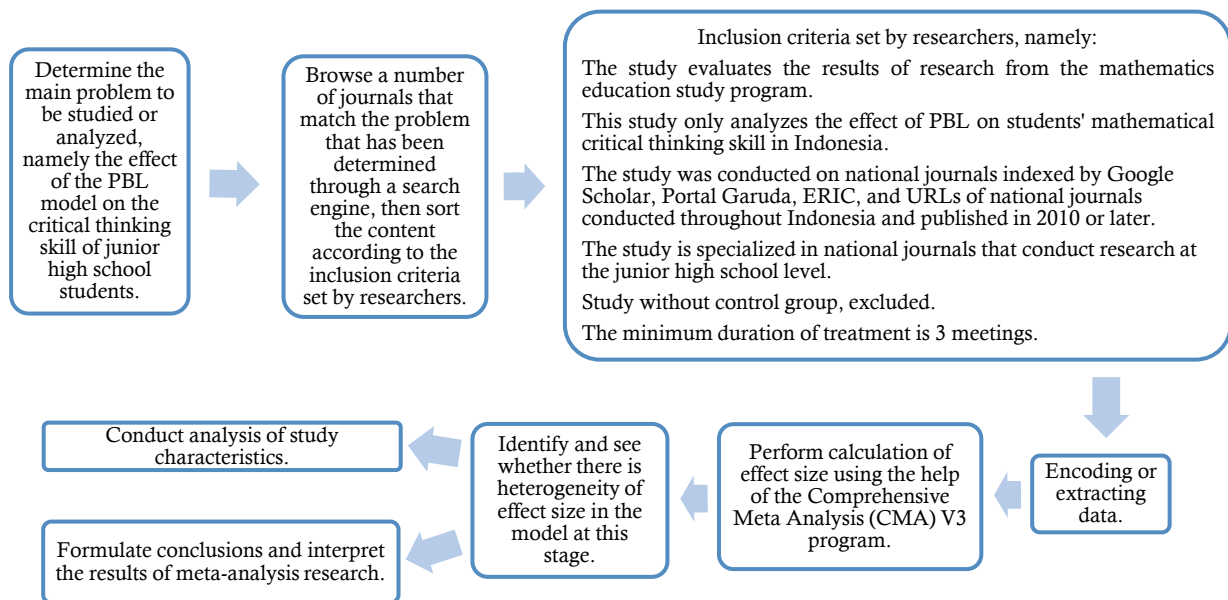 Determine the
main problem to
be studied or
analyzed,
namely the effect
of the PBL
model on the
critical thinking
skill of junior
high school
students.
Browse a number
of journals that
match the problem
that has been
determined
through a search
engine, then sort
the content
according to the
inclusion criteria
set by researchers.
Inclusion criteria set by researchers, namely:
The study evaluates the results of research from the mathematics
education study program.
This study only analyzes the effect of PBL on students' mathematical
critical thinking skill in Indonesia.
The study was conducted on national journals indexed by Google
Scholar, Portal Garuda, ERIC, and URLs of national journals
conducted throughout Indonesia and published in 2010 or later.
The study is specialized in national journals that conduct research at
the junior high school level.
Study without control group, excluded.
The minimum duration of treatment is 3 meetings.
Encoding or
extracting
data.
Perform calculation of
effect size using the help
of the Comprehensive
Meta Analysis (CMA) V3
program.
Identify and see
whether there is
heterogeneity of
effect size in the
model at this
stage.
Conduct analysis of study
characteristics.
Formulate conclusions and interpret
the results of meta-analysis research.